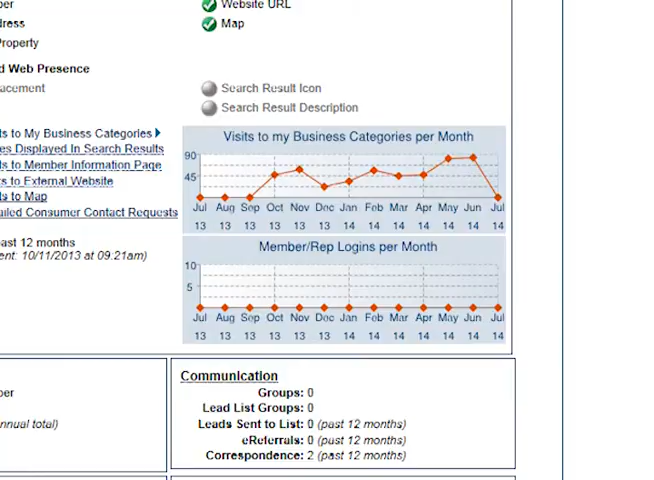 per
Website URL
dress
Map
Property
d Web Presence
acement
Search Result Icon
Search Result Description
ts to My Business Categories
es Displayed In Search Results
ts to Member Information Page
ts to External Website
ts to Map
ailed Consumer Contact Requests
ast 12 months
ent: 10/11/2013 at 09:21am)
Visits to my Business Categories per Month
90
45
Jul Aug Sep Oct Nov Dec Jan Feb Mar Apr May Jun Jul
13 13 13 13 13 13 14 14 14 14 14 14 14
Member/Rep Logins per Month
10
5
Jul Aug Sep Oct Nov Dec Jan Feb Mar Apr May Jun Jul
13 13 13 13 13 13 14 14 14 14 14 14 14
per
nnual total)
Communication
Groups: 0
Lead List Groups: 0
Leads Sent to List: 0 (past 12 months)
eReferrals: 0 (past 12 months)
Correspondence: 2 (past 12 months)